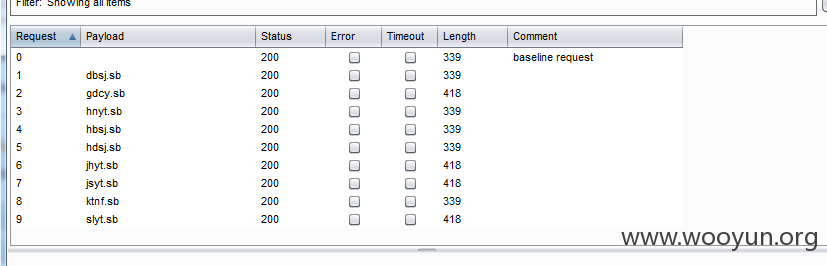 Filter: Showing all items
Request Payload Status Error Timeout Length Comment
0 200 339 baseline request
1 dbsj.sb 200 339
2 gdcy.sb 200 418
3 hnyt.sb 200 339
4 hbsj.sb 200 339
5 hdsj.sb 200 339
6 jhyt.sb 200 418
7 jsyt.sb 200 418
8 ktnf.sb 200 339
9 slyt.sb 200 418
www.wooyun.org